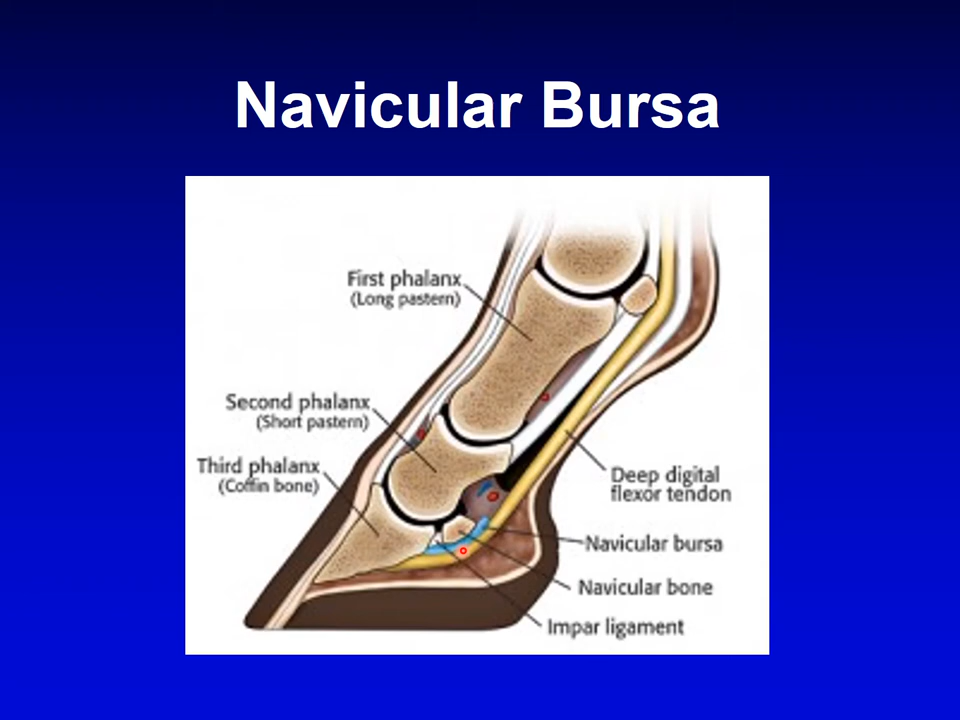 Navicular Bursa
First phalanx
(Long pastern)
Second phalanx
(Short pastern)
Third phalanx
(Coffin bone)
Deep digital
flexor tendon
Navicular bursa
Navicular bone
Impar ligament